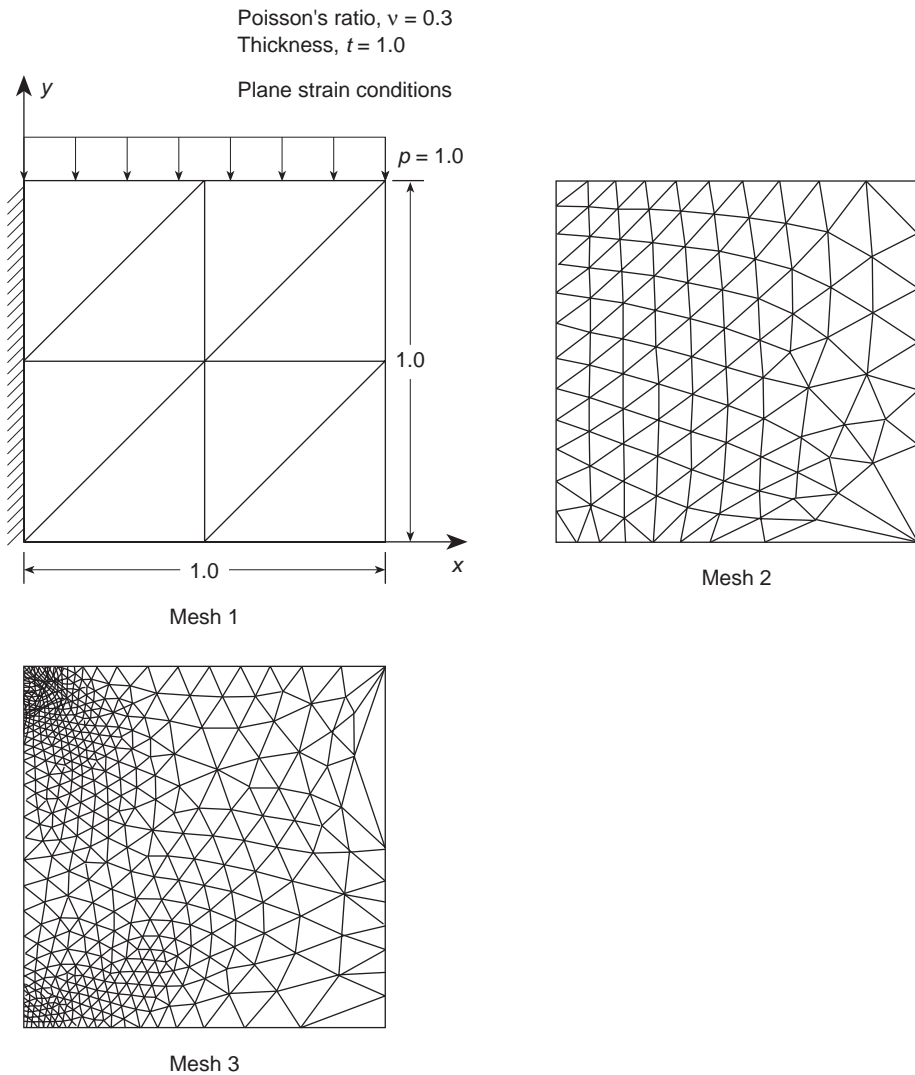 Poisson's ratio, ν = 0.3
Thickness, t = 1.0
Plane strain conditions
y
p = 1.0
1.0
x
1.0
Mesh 1
Mesh 2
Mesh 3